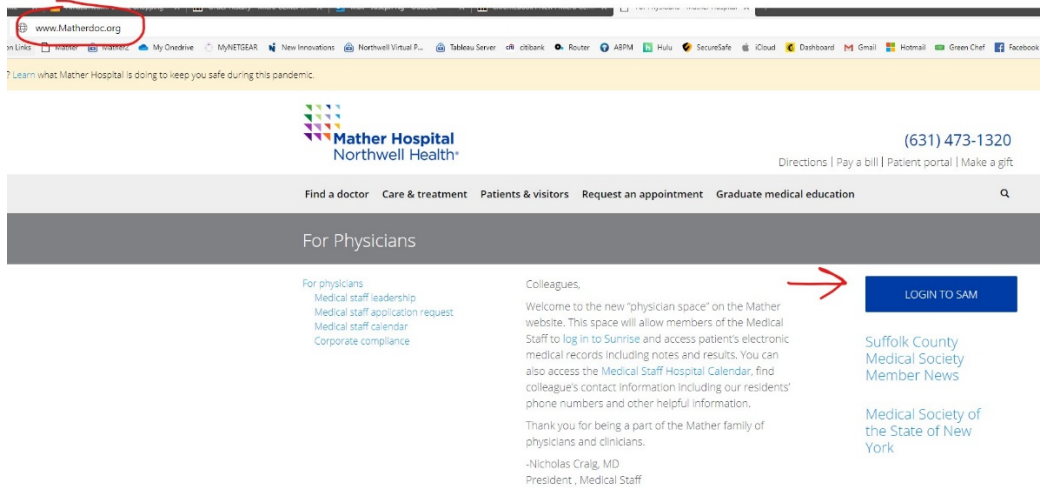 www.Matherdoc.org
on Links Mather Mather2 My Onedrive MyNETGEAR New Innovations Northwell Virtual P... Tableau Server citibank Router ABPM Hulu SecureSafe iCloud Dashboard Gmail Hotmail Green Chef Facebook
? Learn what Mather Hospital is doing to keep you safe during this pandemic.
Mather Hospital
Northwell Health
(631) 473-1320
Directions | Pay a bill | Patient portal | Make a gift
Find a doctor Care & treatment Patients & visitors Request an appointment Graduate medical education
For Physicians
For physicians
Medical staff leadership
Medical staff application request
Medical staff calendar
Corporate compliance
Colleagues,
Welcome to the new "physician space" on the Mather
website. This space will allow members of the Medical
Staff to log in to Sunrise and access patient's electronic
medical records including notes and results. You can
also access the Medical Staff Hospital Calendar, find
colleague's contact information including our residents'
phone numbers and other helpful information.
Thank you for being a part of the Mather family of
physicians and clinicians.
-Nicholas Craig, MD
President , Medical Staff
LOGIN TO SAM
Suffolk County
Medical Society
Member News
Medical Society of
the State of New
York